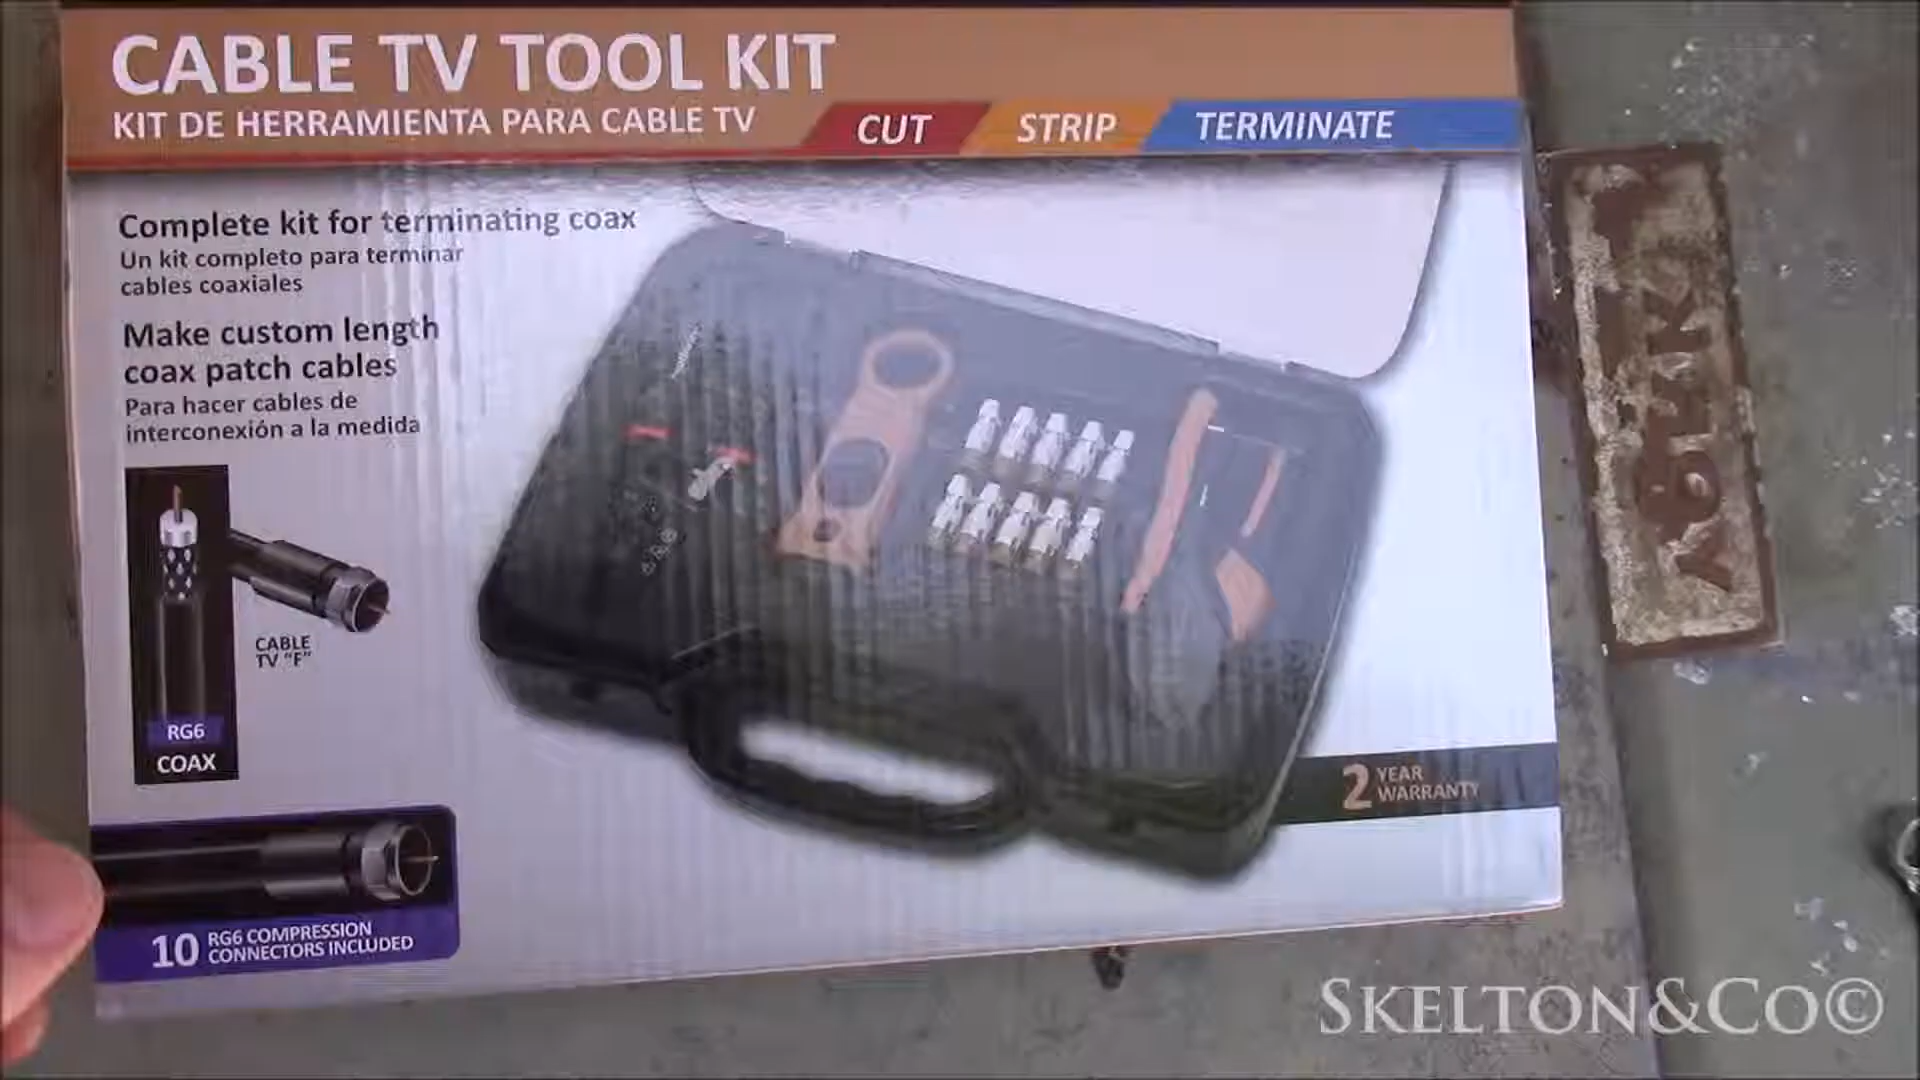 CABLE TV TOOL KIT
KIT DE HERRAMIENTA PARA CABLE TV
CUT STRIP TERMINATE
Complete kit for terminating coax
Un kit completo para terminar
cables coaxiales
Make custom length
coax patch cables
Para hacer cables de
interconexión a la medida
CABLE
TV "F"
RG6
COAX
2 YEAR
WARRANTY
10 RG6 COMPRESSION
CONNECTORS INCLUDED
SKELTON&CO©